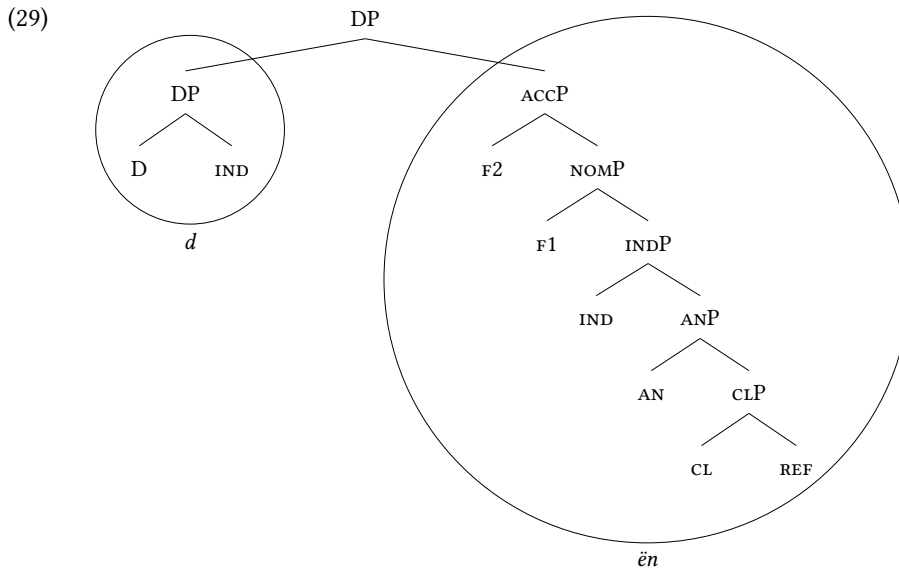 (29)
DP
DP
ACCP
D
IND
F2
NOMP
d
F1
INDP
IND
ANP
AN
CLP
CL
REF
ën